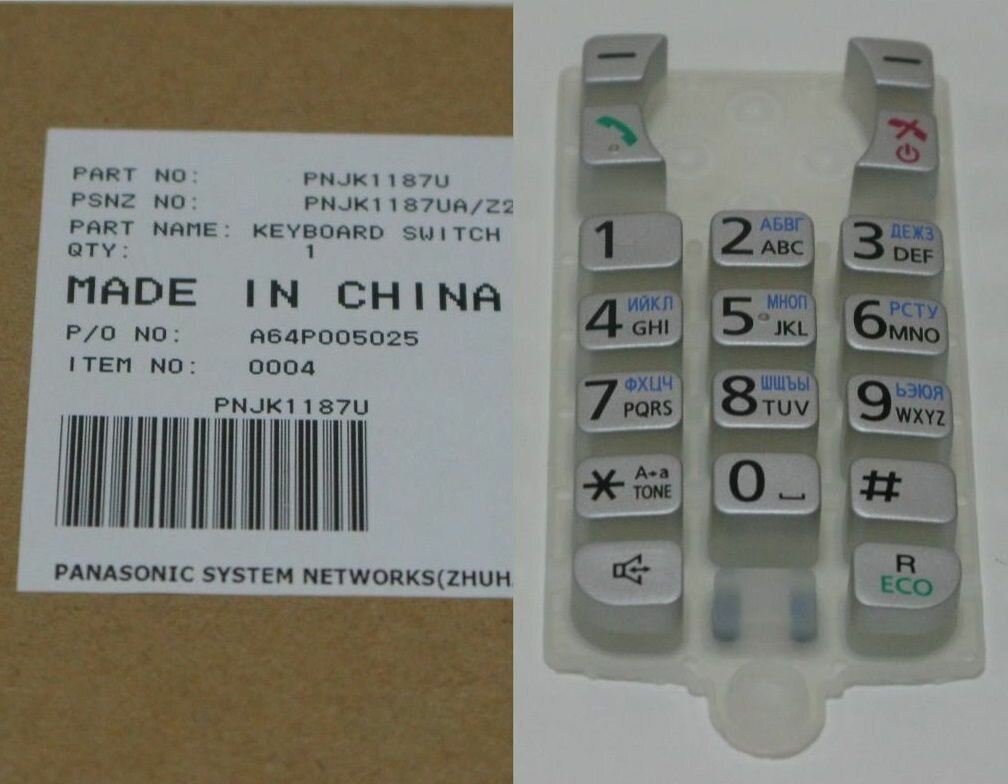 PART NO: PNJK1187U
PSNZ NO: PNJK1187UA/Z2
PART NAME: KEYBOARD SWITCH
QTY: 1
MADE IN CHINA
P/O NO: A64P005025
ITEM NO: 0004
PNJK1187U
PANASONIC SYSTEM NETWORKS(ZHUH
1
2 АБВГ ABC
3 ДЕЖЗ DEF
4 ИЙКЛ GHI
5 МНОП JKL
6 РСТУ MNO
7 ФХЦЧ PQRS
8 ШЩЪЫ TUV
9 ЬЭЮЯ WXYZ
* A→a TONE
0 ⎵
#
R
ECO